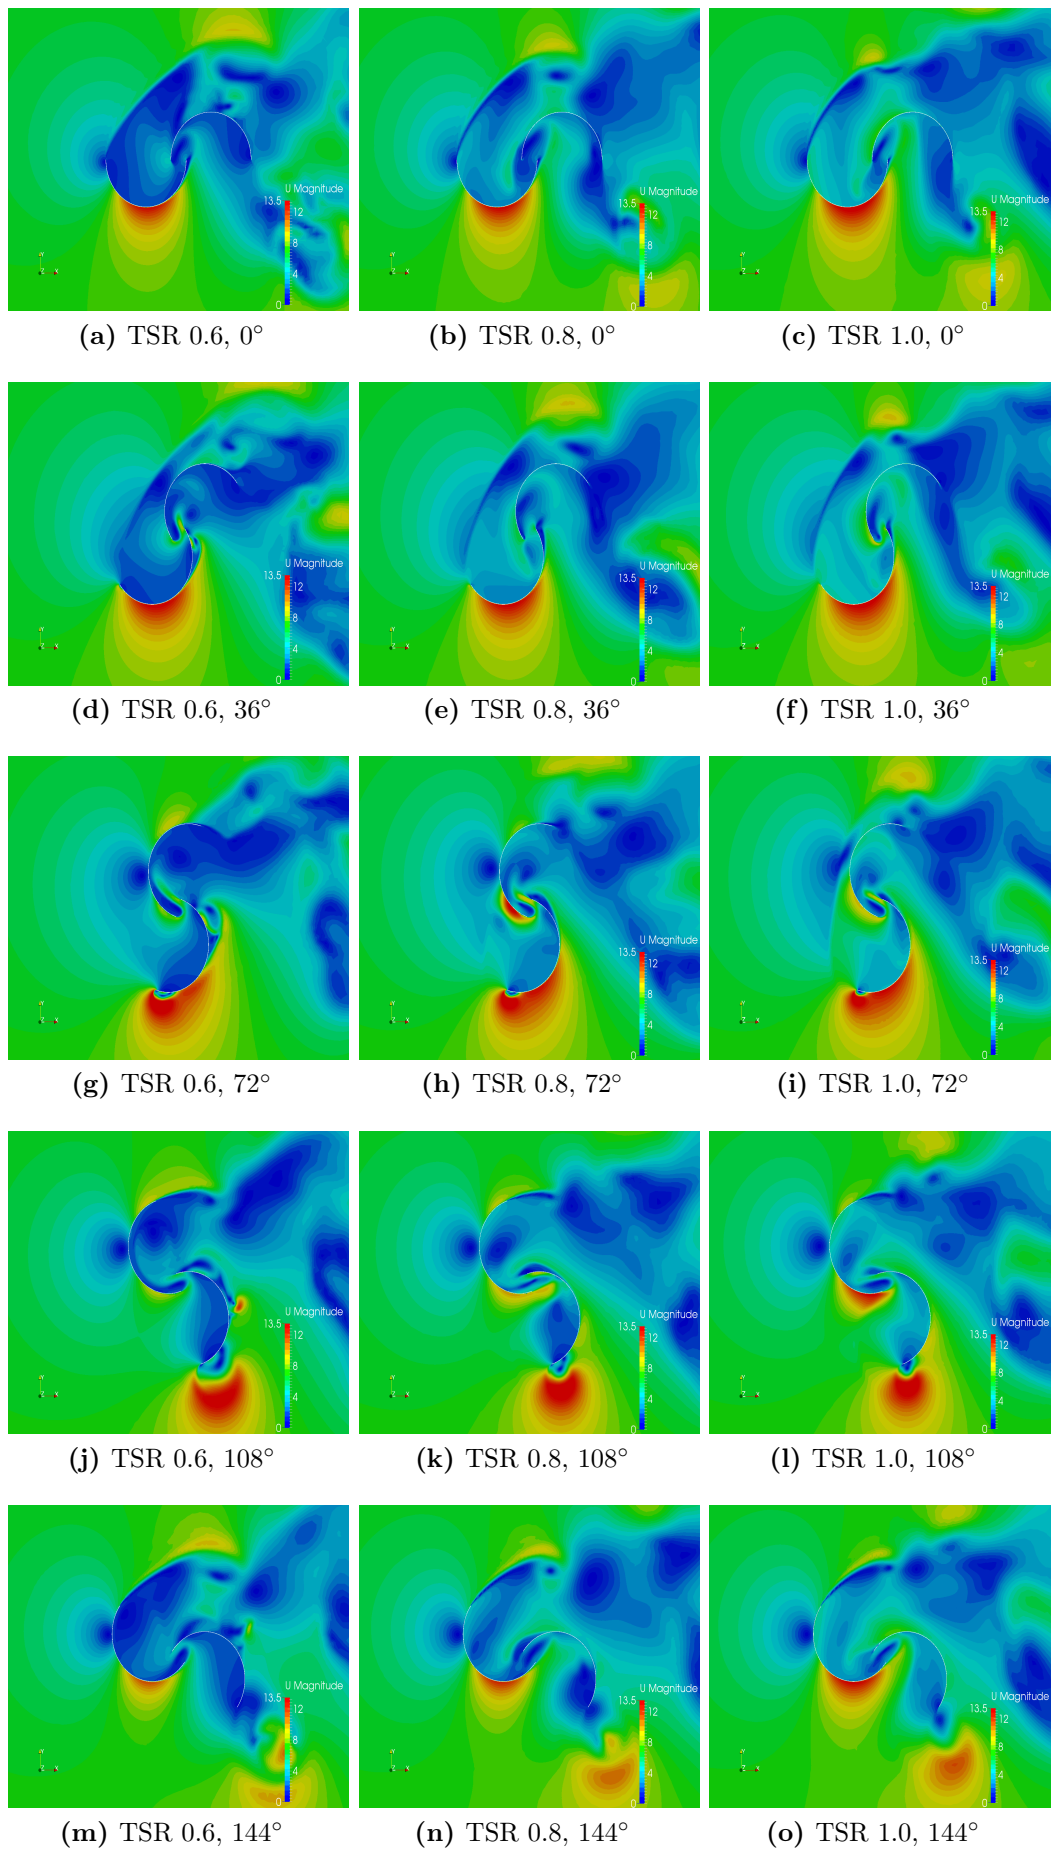 U Magnitude U Magnitude U Magnitude
13.5 13.5 13.5
12 12 12
8 8 8
4 4 4
0 0 0
(a) TSR 0.6, 0° (b) TSR 0.8, 0° (c) TSR 1.0, 0°
U Magnitude U Magnitude U Magnitude
13.5 13.5 13.5
12 12 12
8 8 8
4 4 4
0 0 0
(d) TSR 0.6, 36° (e) TSR 0.8, 36° (f) TSR 1.0, 36°
U Magnitude U Magnitude U Magnitude
13.5 13.5 13.5
12 12 12
8 8 8
4 4 4
0 0 0
(g) TSR 0.6, 72° (h) TSR 0.8, 72° (i) TSR 1.0, 72°
U Magnitude U Magnitude U Magnitude
13.5 13.5 13.5
12 12 12
8 8 8
4 4 4
0 0 0
(j) TSR 0.6, 108° (k) TSR 0.8, 108° (l) TSR 1.0, 108°
U Magnitude U Magnitude U Magnitude
13.5 13.5 13.5
12 12 12
8 8 8
4 4 4
0 0 0
(m) TSR 0.6, 144° (n) TSR 0.8, 144° (o) TSR 1.0, 144°